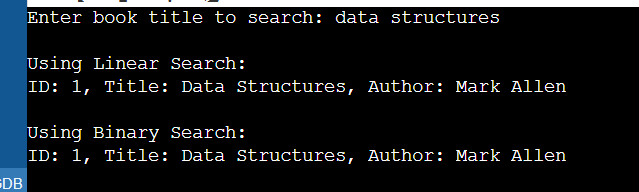 Enter book title to search: data structures
Using Linear Search:
ID: 1, Title: Data Structures, Author: Mark Allen
Using Binary Search:
ID: 1, Title: Data Structures, Author: Mark Allen
GDB